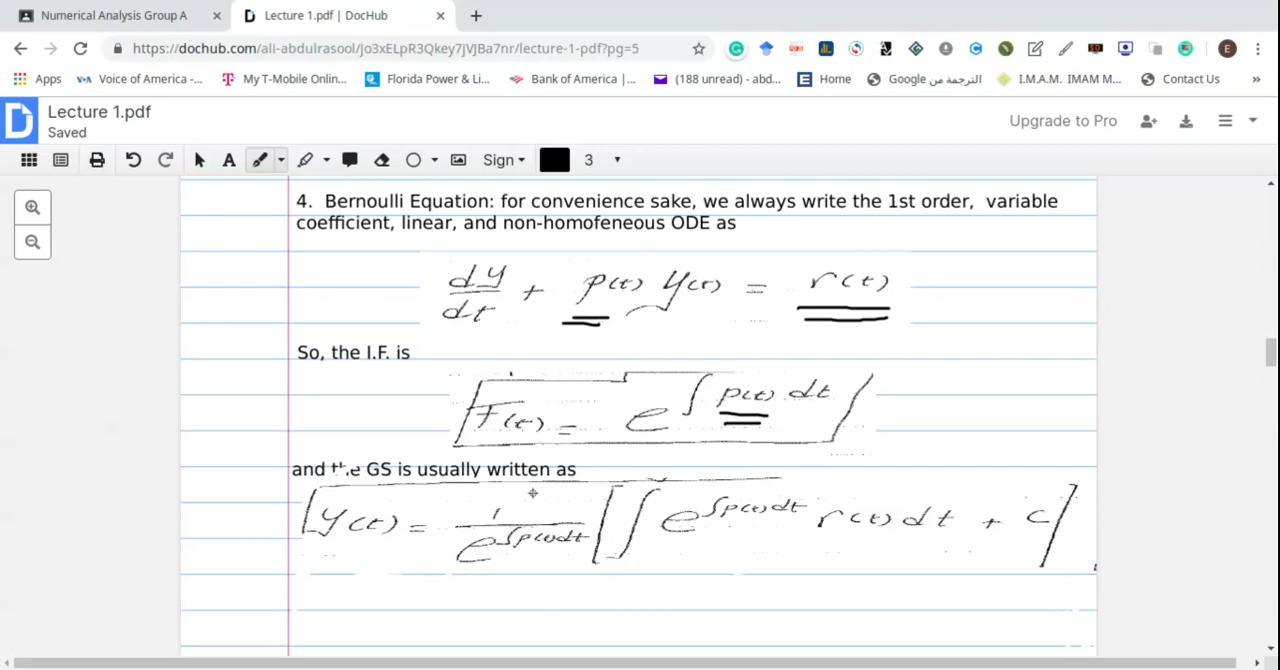 Numerical Analysis Group A
Lecture 1.pdf | DocHub
https://dochub.com/ali-abdulrasool/jo3xELpR3Qkey7jVJBa7nr/lecture-1-pdf?pg=5
E
Apps Voice of America -... My T-Mobile Onlin... Florida Power & Li... Bank of America |... (188 unread) - abd... Home الترجمة من Google I.M.A.M. IMAM M... Contact Us »
Lecture 1.pdf
Saved
Upgrade to Pro
A Sign 3
4. Bernoulli Equation: for convenience sake, we always write the 1st order, variable
coefficient, linear, and non-homofeneous ODE as
dy/dt + p(t) y(t) = r(t)
So, the I.F. is
F(t) = e^∫p(t) dt
and the GS is usually written as
y(t) = 1/e^∫p(t)dt [∫ e^∫p(t)dt r(t) dt + c]